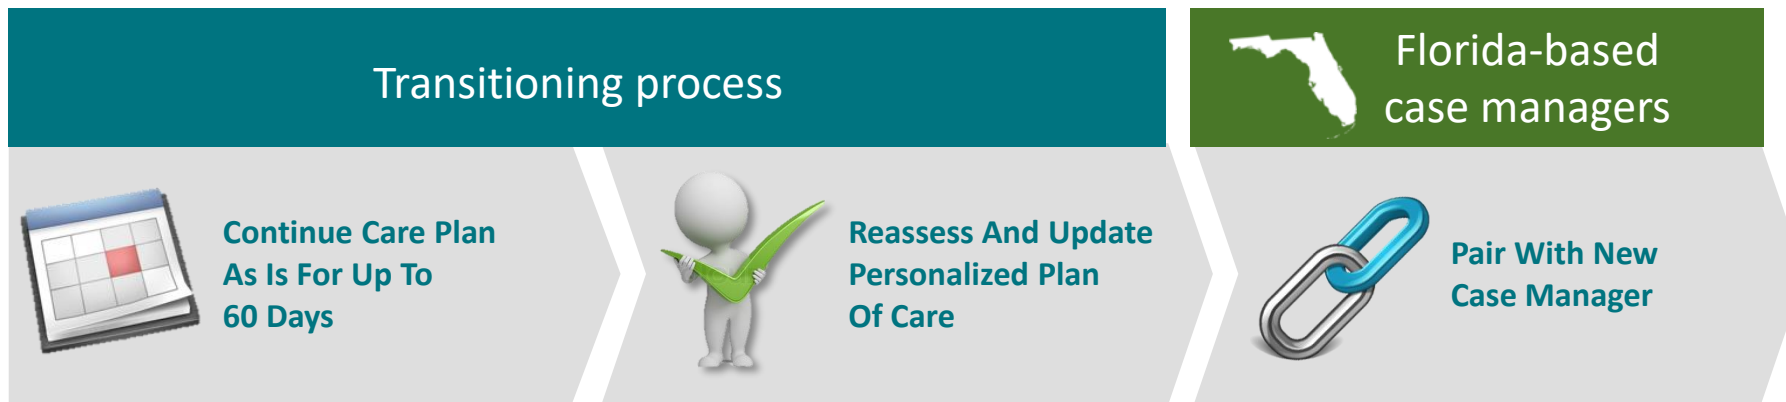 Transitioning process
Florida-based
case managers
Continue Care Plan
As Is For Up To
60 Days
Reassess And Update
Personalized Plan
Of Care
Pair With New
Case Manager